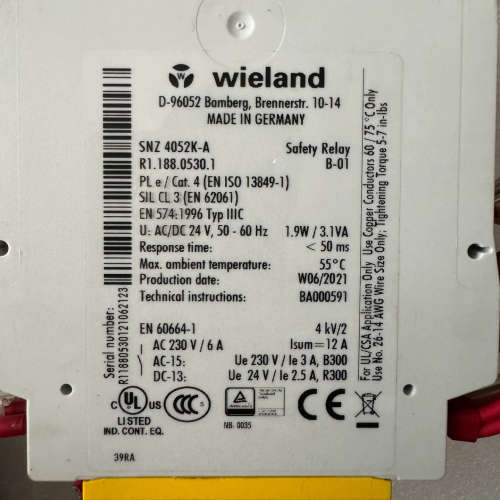 wieland
D-96052 Bamberg, Brennerstr. 10-14
MADE IN GERMANY
SNZ 4052K-A Safety Relay
R1.188.0530.1 B-01
PL e / Cat. 4 (EN ISO 13849-1)
SIL CL 3 (EN 62061)
EN 574:1996 Typ IIIC
U: AC/DC 24 V, 50 - 60 Hz 1.9W / 3.1VA
Response time: < 50 ms
Max. ambient temperature: 55°C
Production date: W06/2021
Technical instructions: BA000591
EN 60664-1 4 kV/2
AC 230 V / 6 A Isum = 12 A
AC-15: Ue 230 V / Ie 3 A, B300
DC-13: Ue 24 V / Ie 2.5 A, R300
Serial number:
R11880530121062123
For UL/CSA Application Only Use Copper Conductors 60 / 75 °C Only
Use No. 26-14 AWG Wire Size Only; Tightening Torque 5-7 in-lbs
C UL US
LISTED
IND. CONT. EQ.
CCC
NB: 0035
CE
39RA